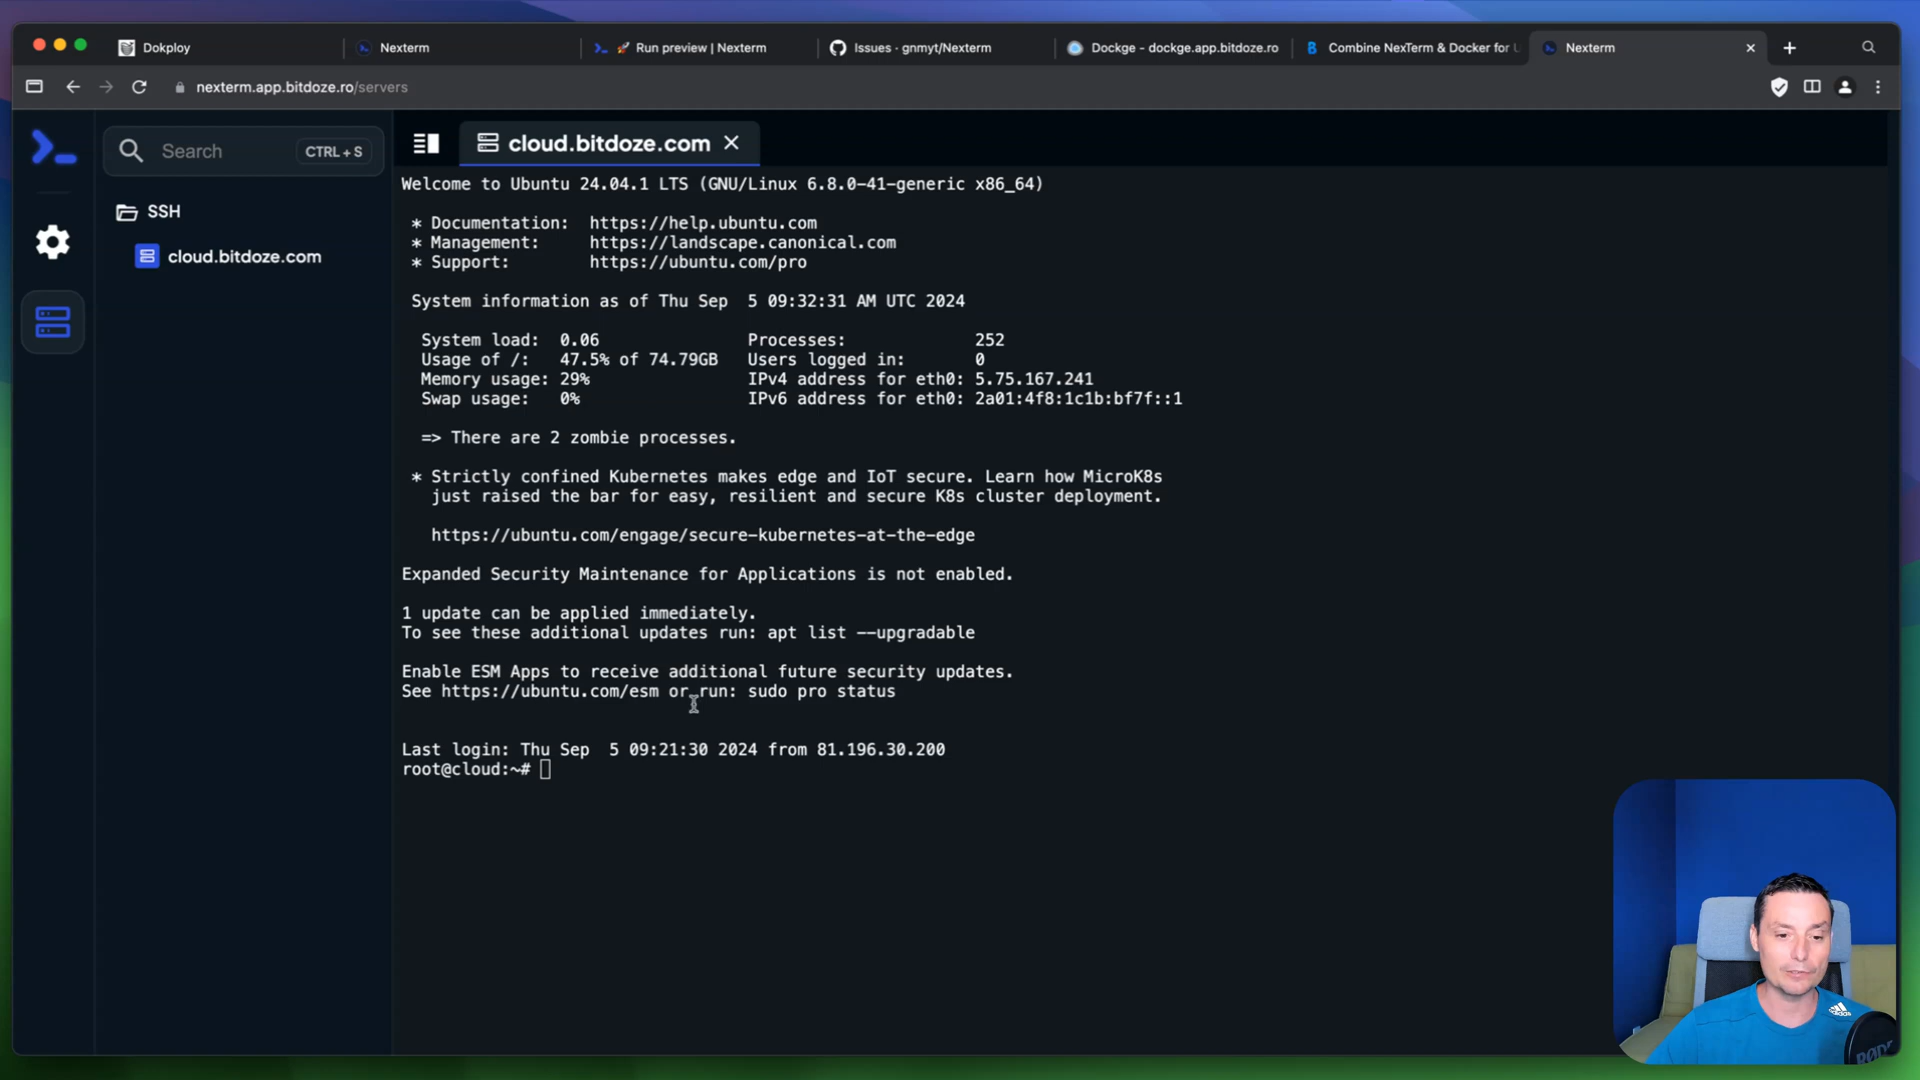 Dokploy
Nexterm
🚀 Run preview | Nexterm
Issues · gnmyt/Nexterm
Dockge - dockge.app.bitdoze.ro
Combine NexTerm & Docker for
Nexterm
nexterm.app.bitdoze.ro/servers
Search
CTRL + S
SSH
cloud.bitdoze.com
cloud.bitdoze.com
Welcome to Ubuntu 24.04.1 LTS (GNU/Linux 6.8.0-41-generic x86_64)
* Documentation: https://help.ubuntu.com
* Management: https://landscape.canonical.com
* Support: https://ubuntu.com/pro
System information as of Thu Sep 5 09:32:31 AM UTC 2024
System load: 0.06 Processes: 252
Usage of /: 47.5% of 74.79GB Users logged in: 0
Memory usage: 29% IPv4 address for eth0: 5.75.167.241
Swap usage: 0% IPv6 address for eth0: 2a01:4f8:1c1b:bf7f::1
=> There are 2 zombie processes.
* Strictly confined Kubernetes makes edge and IoT secure. Learn how MicroK8s
just raised the bar for easy, resilient and secure K8s cluster deployment.
https://ubuntu.com/engage/secure-kubernetes-at-the-edge
Expanded Security Maintenance for Applications is not enabled.
1 update can be applied immediately.
To see these additional updates run: apt list --upgradable
Enable ESM Apps to receive additional future security updates.
See https://ubuntu.com/esm or run: sudo pro status
Last login: Thu Sep 5 09:21:30 2024 from 81.196.30.200
root@cloud:~#
adidas
RØDE